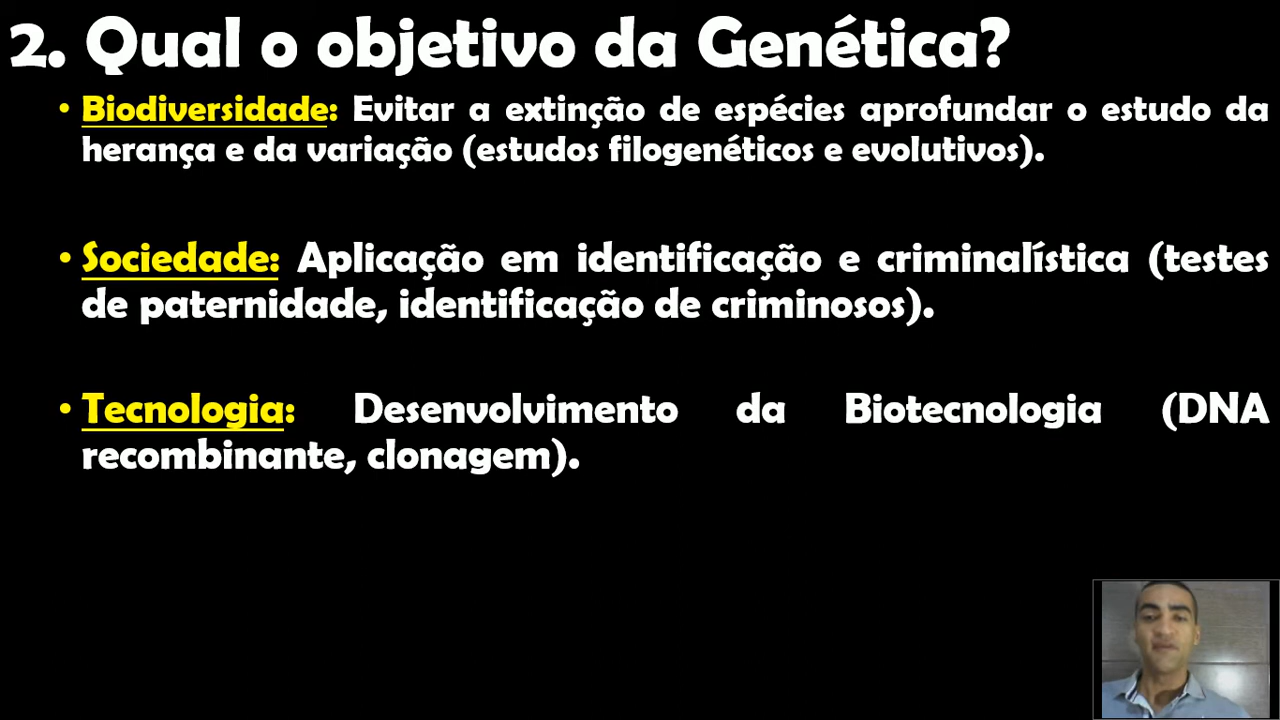 2. Qual o objetivo da Genética?
• Biodiversidade: Evitar a extinção de espécies aprofundar o estudo da
herança e da variação (estudos filogenéticos e evolutivos).
• Sociedade: Aplicação em identificação e criminalística (testes
de paternidade, identificação de criminosos).
• Tecnologia: Desenvolvimento da Biotecnologia (DNA
recombinante, clonagem).